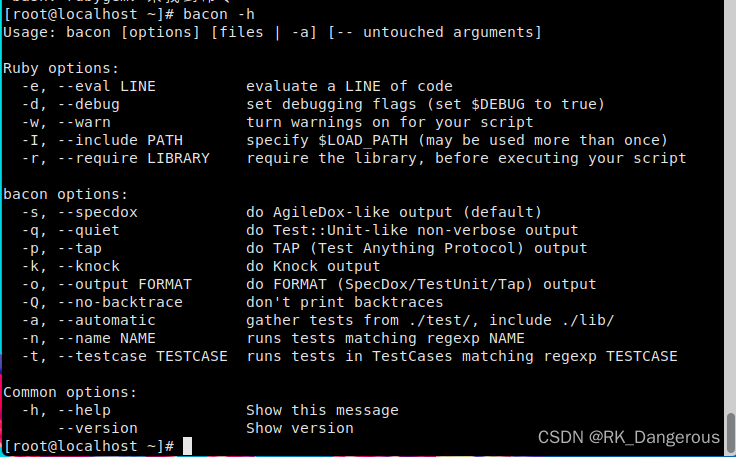 [root@localhost ~]# bacon -h
Usage: bacon [options] [files | -a] [-- untouched arguments]
Ruby options:
-e, --eval LINE evaluate a LINE of code
-d, --debug set debugging flags (set $DEBUG to true)
-w, --warn turn warnings on for your script
-I, --include PATH specify $LOAD_PATH (may be used more than once)
-r, --require LIBRARY require the library, before executing your script
bacon options:
-s, --specdox do AgileDox-like output (default)
-q, --quiet do Test::Unit-like non-verbose output
-p, --tap do TAP (Test Anything Protocol) output
-k, --knock do Knock output
-o, --output FORMAT do FORMAT (SpecDox/TestUnit/Tap) output
-Q, --no-backtrace don't print backtraces
-a, --automatic gather tests from ./test/, include ./lib/
-n, --name NAME runs tests matching regexp NAME
-t, --testcase TESTCASE runs tests in TestCases matching regexp TESTCASE
Common options:
-h, --help Show this message
--version Show version
[root@localhost ~]#
CSDN @RK_Dangerous